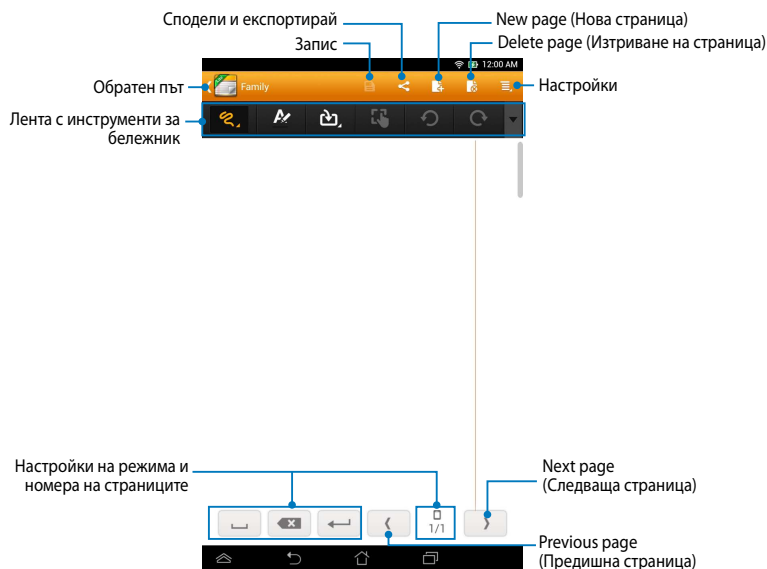 Сподели и експортирай
New page (Нова страница)
Запис
Delete page (Изтриване на страница)
12:00 AM
Обратен път
Family
Настройки
Лента с инструменти за
бележник
Настройки на режима и
номера на страниците
Next page
(Следваща страница)
1/1
Previous page
(Предишна страница)